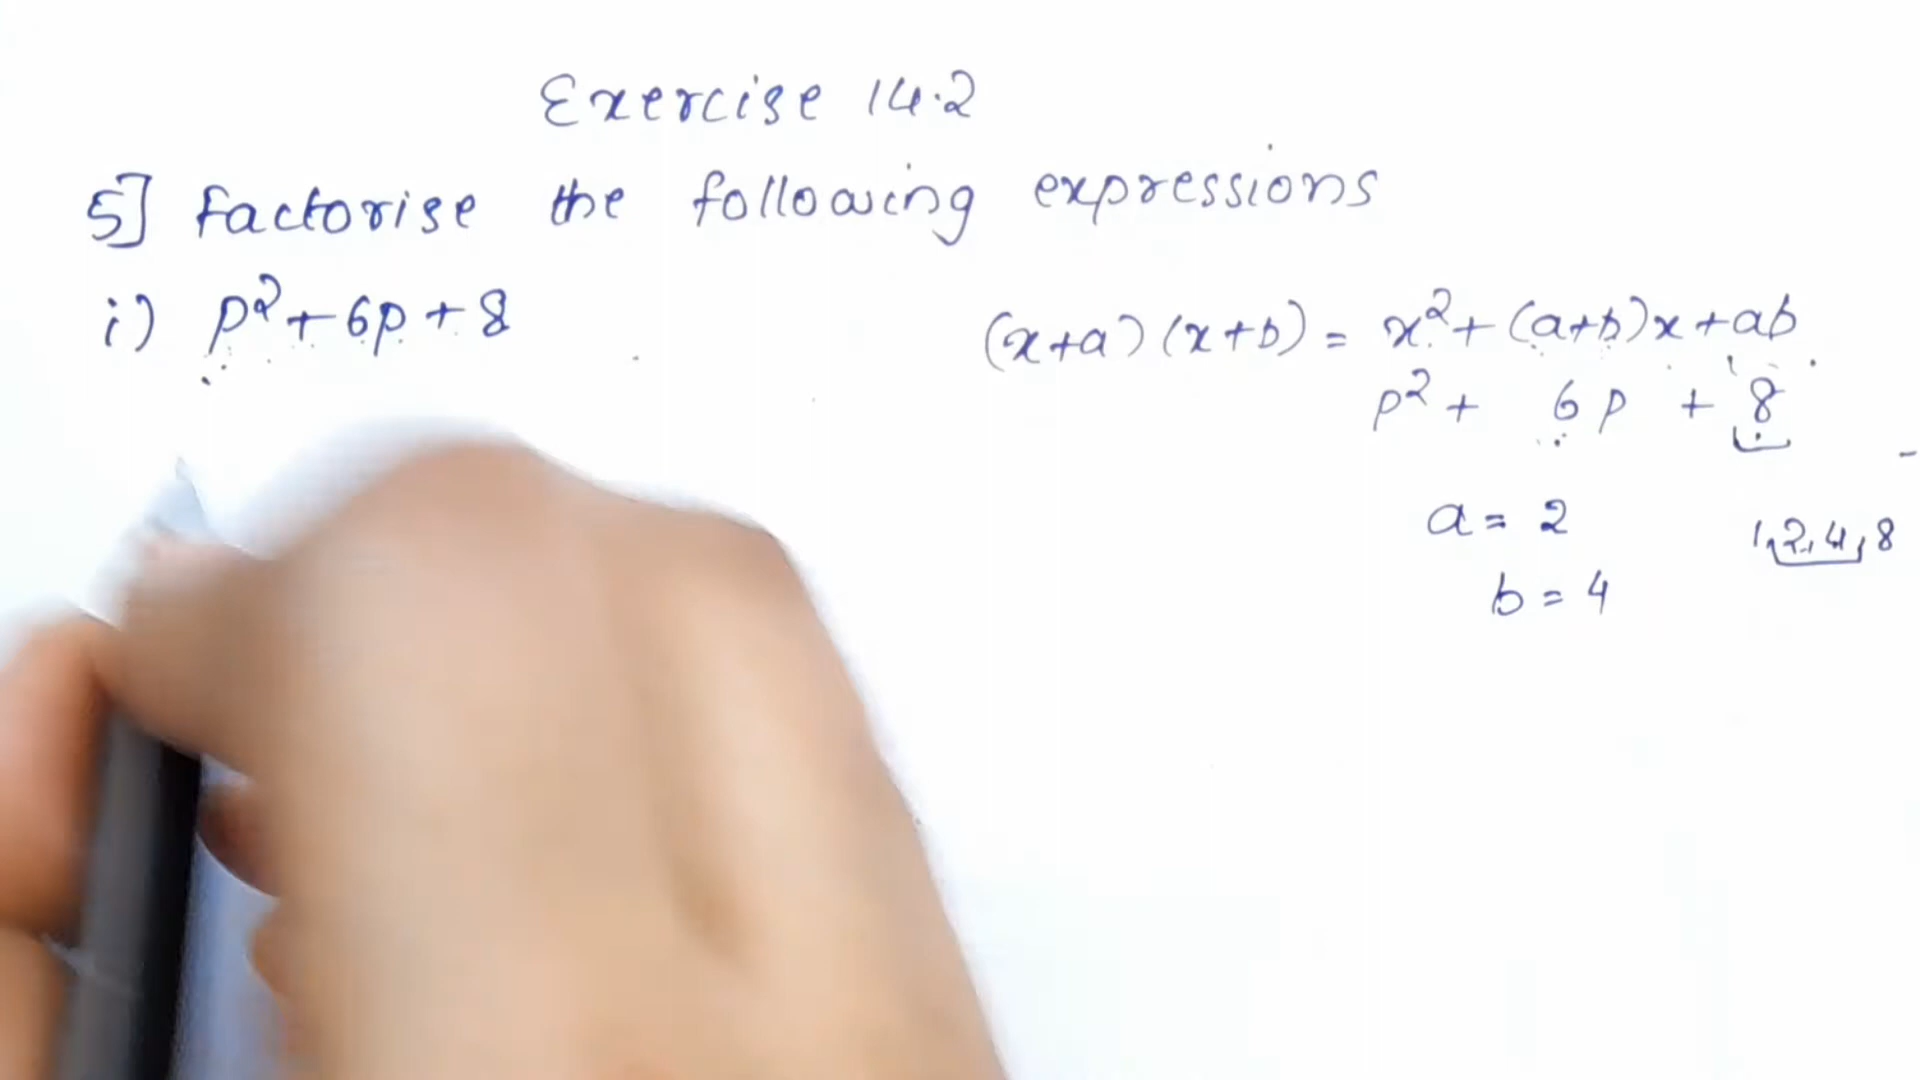 Exercise 14.2
5] Factorise the following expressions
i) p²+6p+8
(x+a)(x+b) = x²+(a+b)x+ab
p²+ 6p + 8
a= 2
1,2,4,8
b = 4